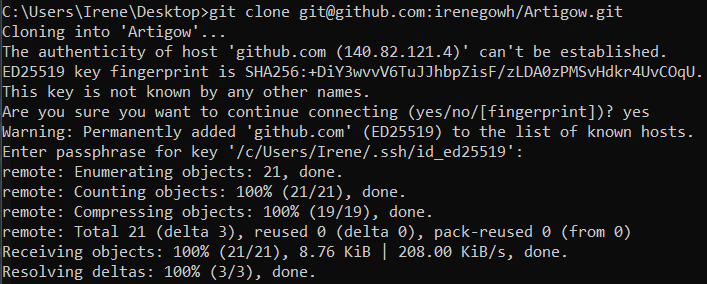 C:\Users\Irene\Desktop>git clone git@github.com:irenegowh/Artigow.git
Cloning into 'Artigow'...
The authenticity of host 'github.com (140.82.121.4)' can't be established.
ED25519 key fingerprint is SHA256:+DiY3wvvV6TuJJhbpZisF/zLDA0zPMSvHdkr4UvCOqU.
This key is not known by any other names.
Are you sure you want to continue connecting (yes/no/[fingerprint])? yes
Warning: Permanently added 'github.com' (ED25519) to the list of known hosts.
Enter passphrase for key '/c/Users/Irene/.ssh/id_ed25519':
remote: Enumerating objects: 21, done.
remote: Counting objects: 100% (21/21), done.
remote: Compressing objects: 100% (19/19), done.
remote: Total 21 (delta 3), reused 0 (delta 0), pack-reused 0 (from 0)
Receiving objects: 100% (21/21), 8.76 KiB | 208.00 KiB/s, done.
Resolving deltas: 100% (3/3), done.